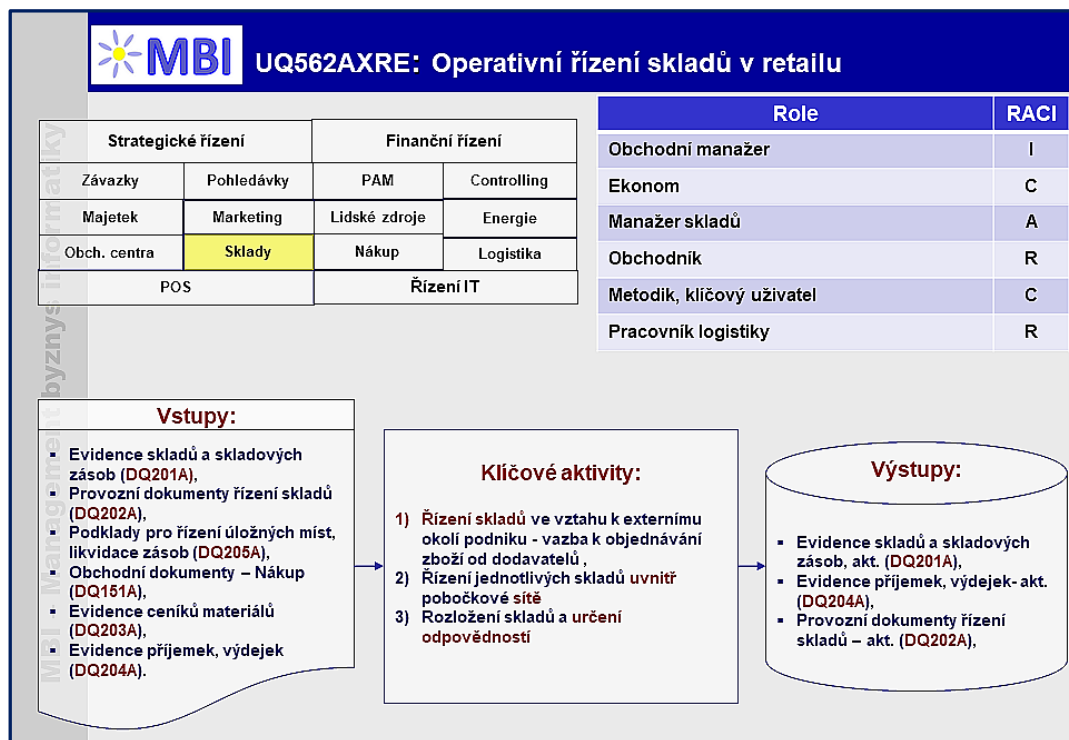 MBI
UQ562AXRE: Operativní řízení skladů v retailu
Strategické řízení
Finanční řízení
Závazky
Pohledávky
PAM
Controlling
Majetek
Marketing
Lidské zdroje
Energie
Obch. centra
Sklady
Nákup
Logistika
POS
Řízení IT
Role RACI
Obchodní manažer I
Ekonom C
Manažer skladů A
Obchodník R
Metodik, klíčový uživatel C
Pracovník logistiky R
MBI - Management byznys informatiky
Vstupy:
▪ Evidence skladů a skladových
zásob (DQ201A),
▪ Provozní dokumenty řízení skladů
(DQ202A),
▪ Podklady pro řízení úložných míst,
likvidace zásob (DQ205A),
▪ Obchodní dokumenty – Nákup
(DQ151A),
▪ Evidence ceníků materiálů
(DQ203A),
▪ Evidence příjemek, výdejek
(DQ204A).
Klíčové aktivity:
1) Řízení skladů ve vztahu k externímu
okolí podniku - vazba k objednávání
zboží od dodavatelů ,
2) Řízení jednotlivých skladů uvnitř
pobočkové sítě
3) Rozložení skladů a určení
odpovědností
Výstupy:
▪ Evidence skladů a skladových
zásob, akt. (DQ201A),
▪ Evidence příjemek, výdejek- akt.
(DQ204A),
▪ Provozní dokumenty řízení
skladů – akt. (DQ202A),